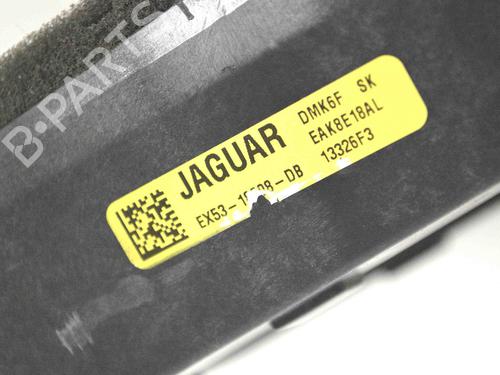 B-PARTS
JAGUAR
DMK6F SK
EAK8E18AL
13326F3